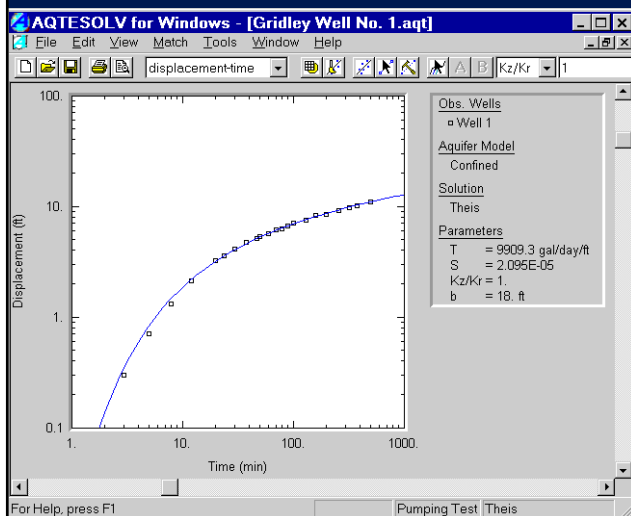 AQTESOLV for Windows - [Gridley Well No. 1.aqt]
File Edit View Match Tools Window Help
displacement-time
A B Kz/Kr 1
100.
10.
1.
0.1
Displacement (ft)
1. 10. 100. 1000.
Time (min)
Obs. Wells
Well 1
Aquifer Model
Confined
Solution
Theis
Parameters
T = 9909.3 gal/day/ft
S = 2.095E-05
Kz/Kr = 1.
b = 18. ft
For Help, press F1
Pumping Test Theis